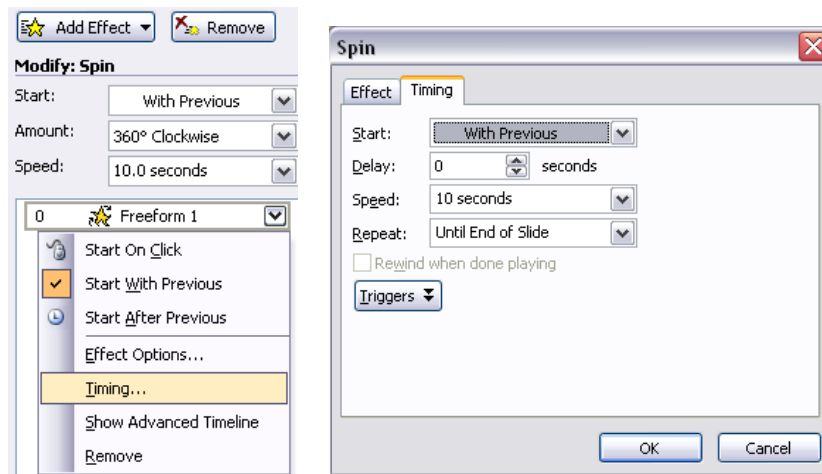 Add Effect
Remove
Modify: Spin
Start: With Previous
Amount: 360° Clockwise
Speed: 10.0 seconds
0 Freeform 1
Start On Click
Start With Previous
Start After Previous
Effect Options...
Timing...
Show Advanced Timeline
Remove
Spin
Effect Timing
Start: With Previous
Delay: 0 seconds
Speed: 10 seconds
Repeat: Until End of Slide
Rewind when done playing
Triggers
OK Cancel